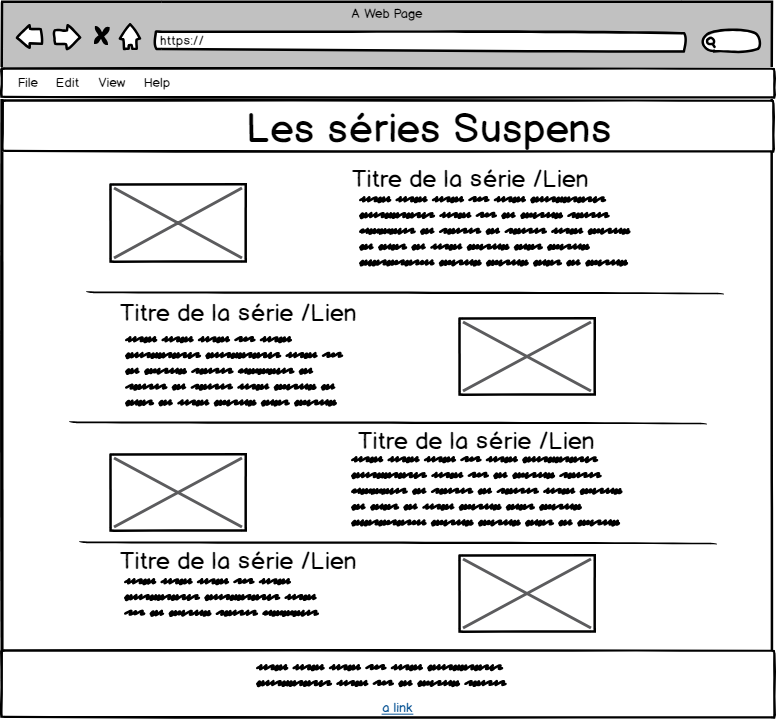 A Web Page
https://
File Edit View Help
Les séries Suspens
Titre de la série /Lien
Titre de la série /Lien
Titre de la série /Lien
Titre de la série /Lien
a link